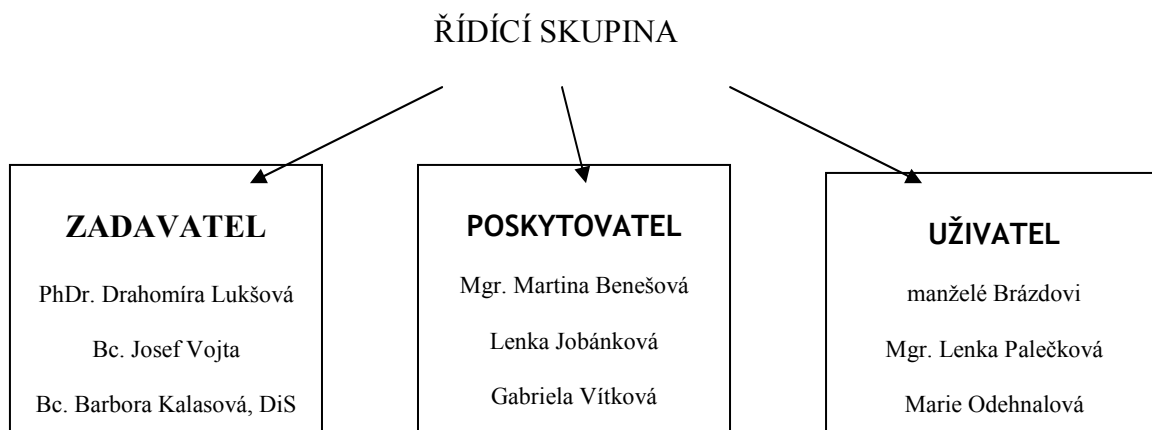 ŘÍDÍCÍ SKUPINA
ZADAVATEL
PhDr. Drahomíra Lukšová
Bc. Josef Vojta
Bc. Barbora Kalasová, DiS
POSKYTOVATEL
Mgr. Martina Benešová
Lenka Jobánková
Gabriela Vítková
UŽIVATEL
manželé Brázdovi
Mgr. Lenka Palečková
Marie Odehnalová